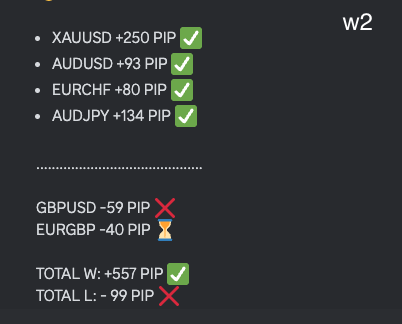 w2
• XAUUSD +250 PIP ✅
• AUDUSD +93 PIP ✅
• EURCHF +80 PIP ✅
• AUDJPY +134 PIP ✅
...........................................
GBPUSD -59 PIP ❌
EURGBP -40 PIP ⏳
TOTAL W: +557 PIP ✅
TOTAL L: - 99 PIP ❌